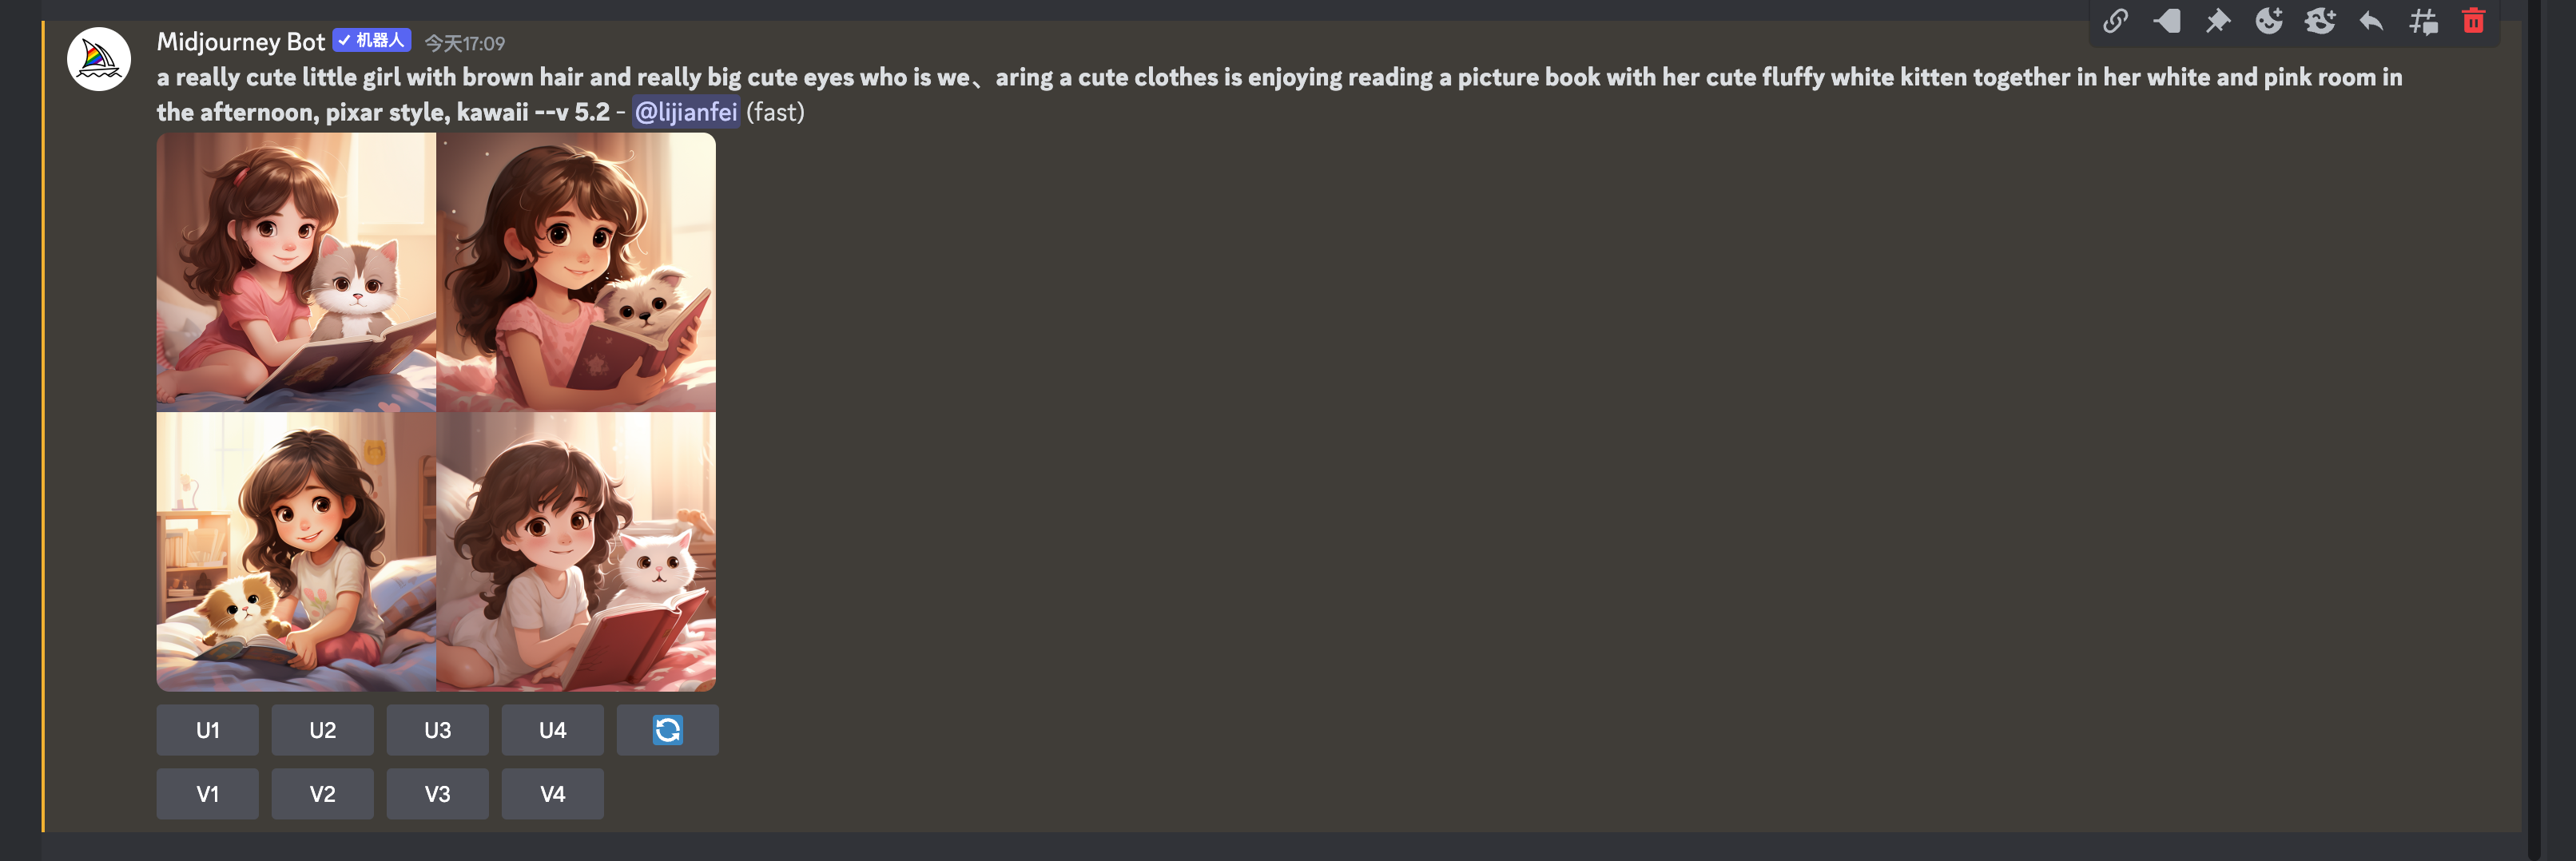 Midjourney Bot ✓ 机器人 今天17:09
a really cute little girl with brown hair and really big cute eyes who is we、aring a cute clothes is enjoying reading a picture book with her cute fluffy white kitten together in her white and pink room in
the afternoon, pixar style, kawaii --v 5.2 - @lijianfei (fast)
U1 U2 U3 U4
V1 V2 V3 V4